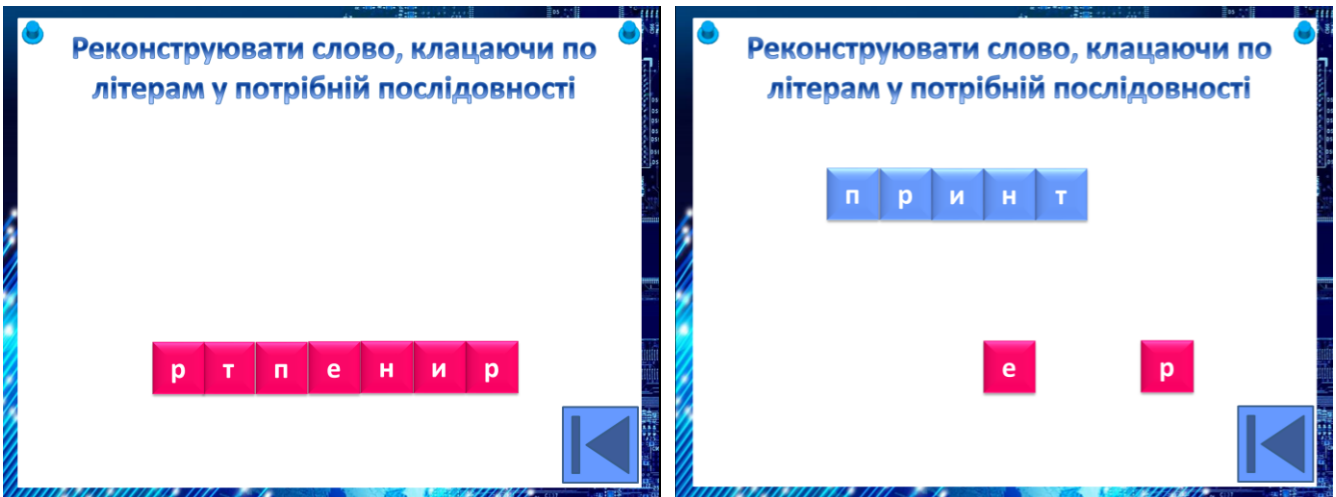 Реконструювати слово, клацаючи по
літерам у потрібній послідовності
р т п е н и р
Реконструювати слово, клацаючи по
літерам у потрібній послідовності
п р и н т
е р